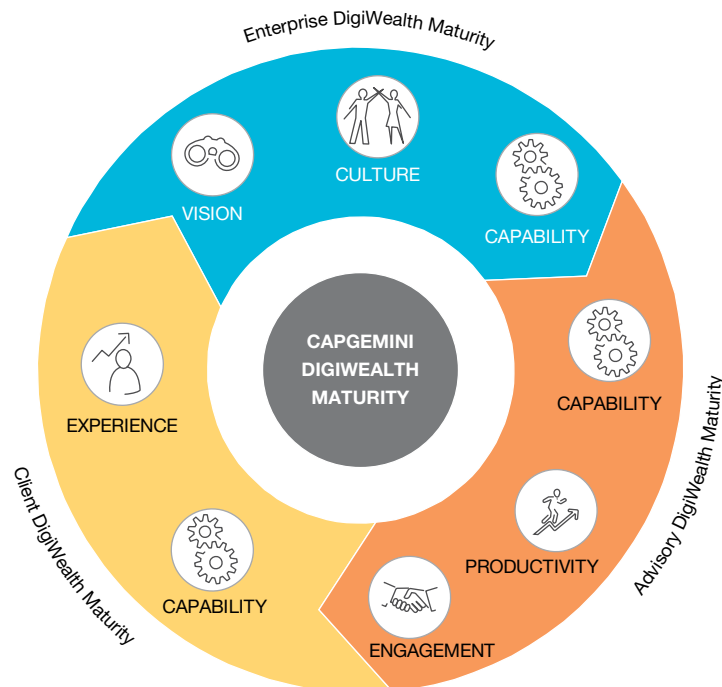 Enterprise DigiWealth Maturity
CULTURE
VISION
CAPABILITY
CAPGEMINI
DIGIWEALTH
MATURITY
CAPABILITY
EXPERIENCE
PRODUCTIVITY
CAPABILITY
ENGAGEMENT
Client DigiWealth Maturity
Advisory DigiWealth Maturity